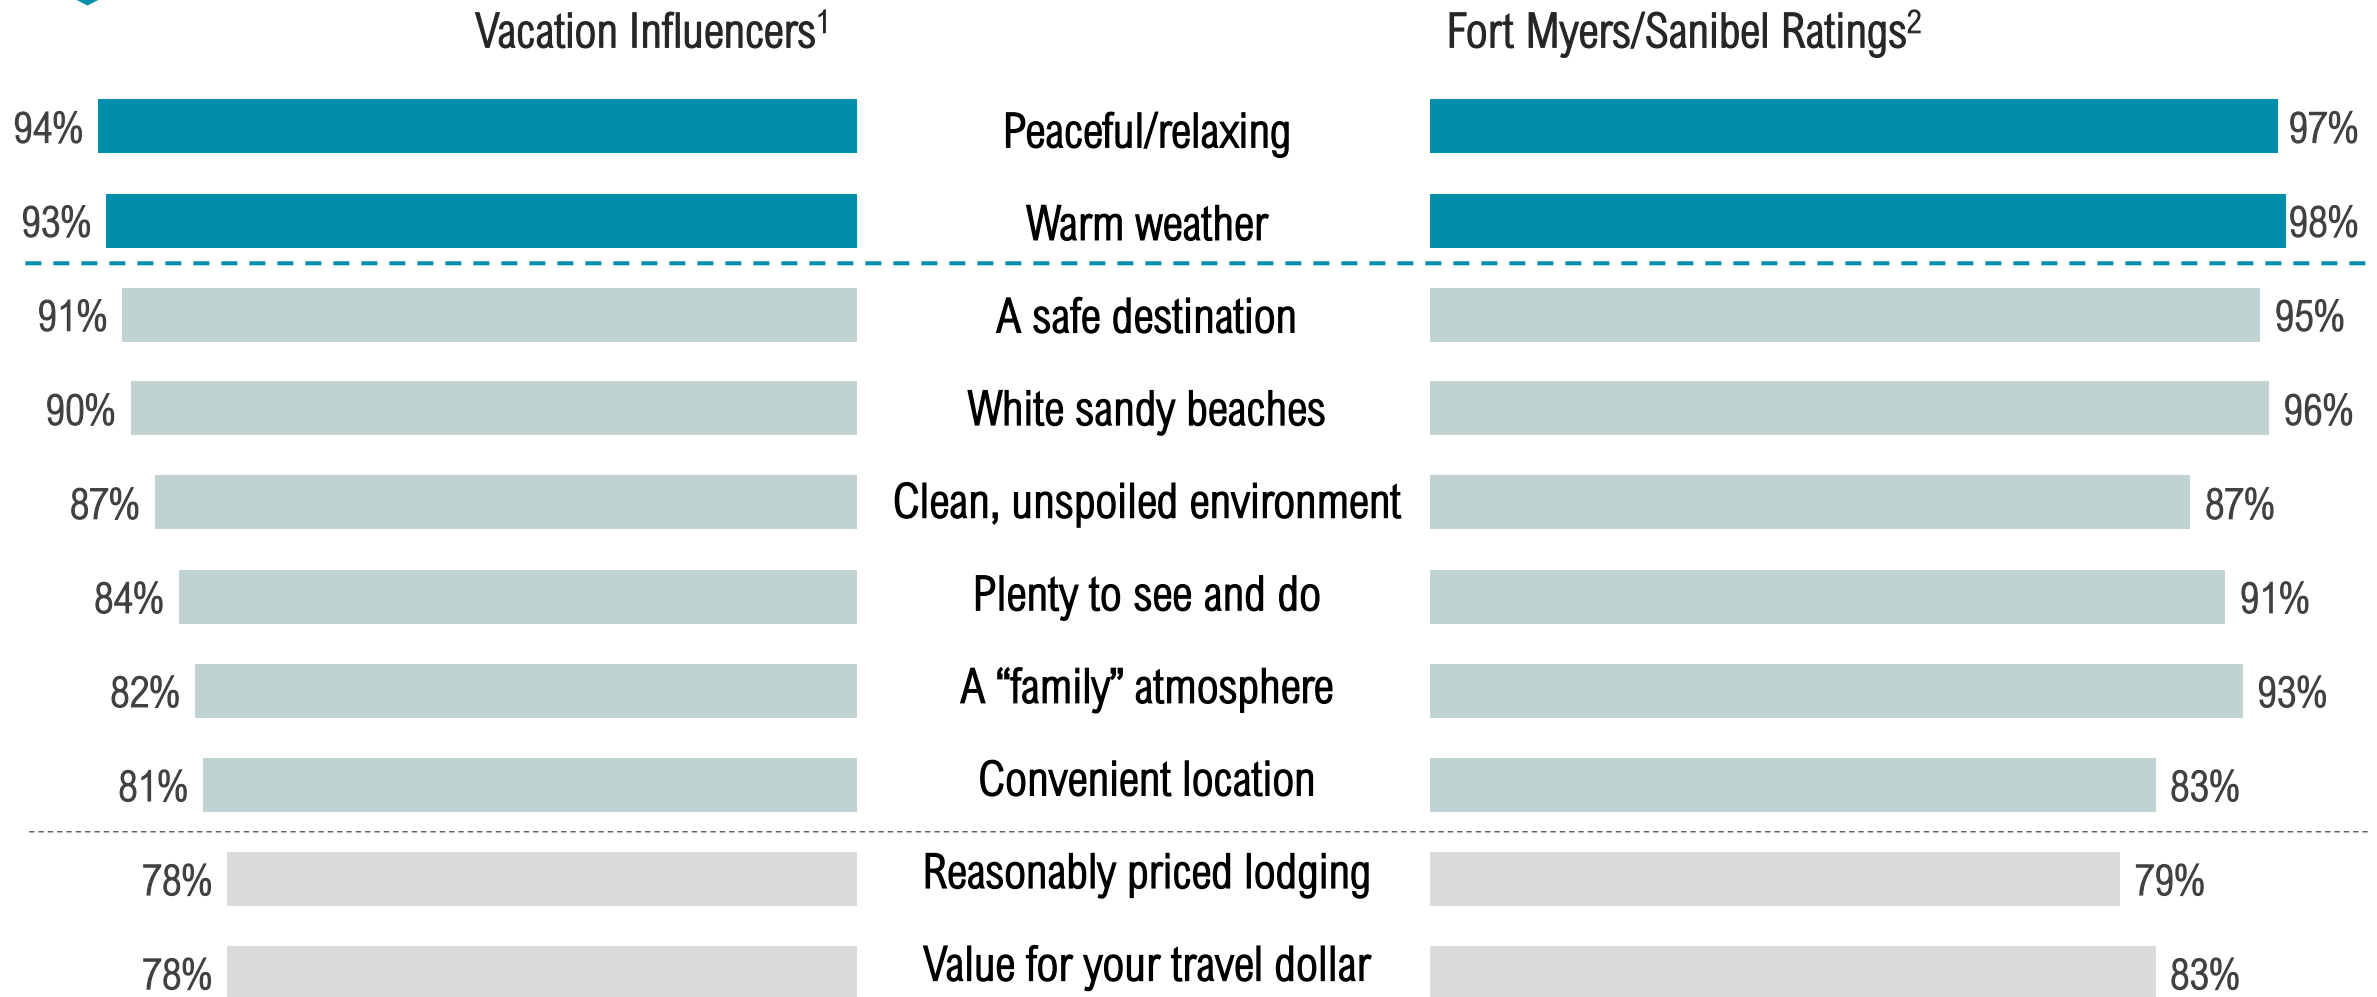 Vacation Influencers1 Fort Myers/Sanibel Ratings2
94% Peaceful/relaxing 97%
93% Warm weather 98%
91% A safe destination 95%
90% White sandy beaches 96%
87% Clean, unspoiled environment 87%
84% Plenty to see and do 91%
82% A “family” atmosphere 93%
81% Convenient location 83%
78% Reasonably priced lodging 79%
78% Value for your travel dollar 83%